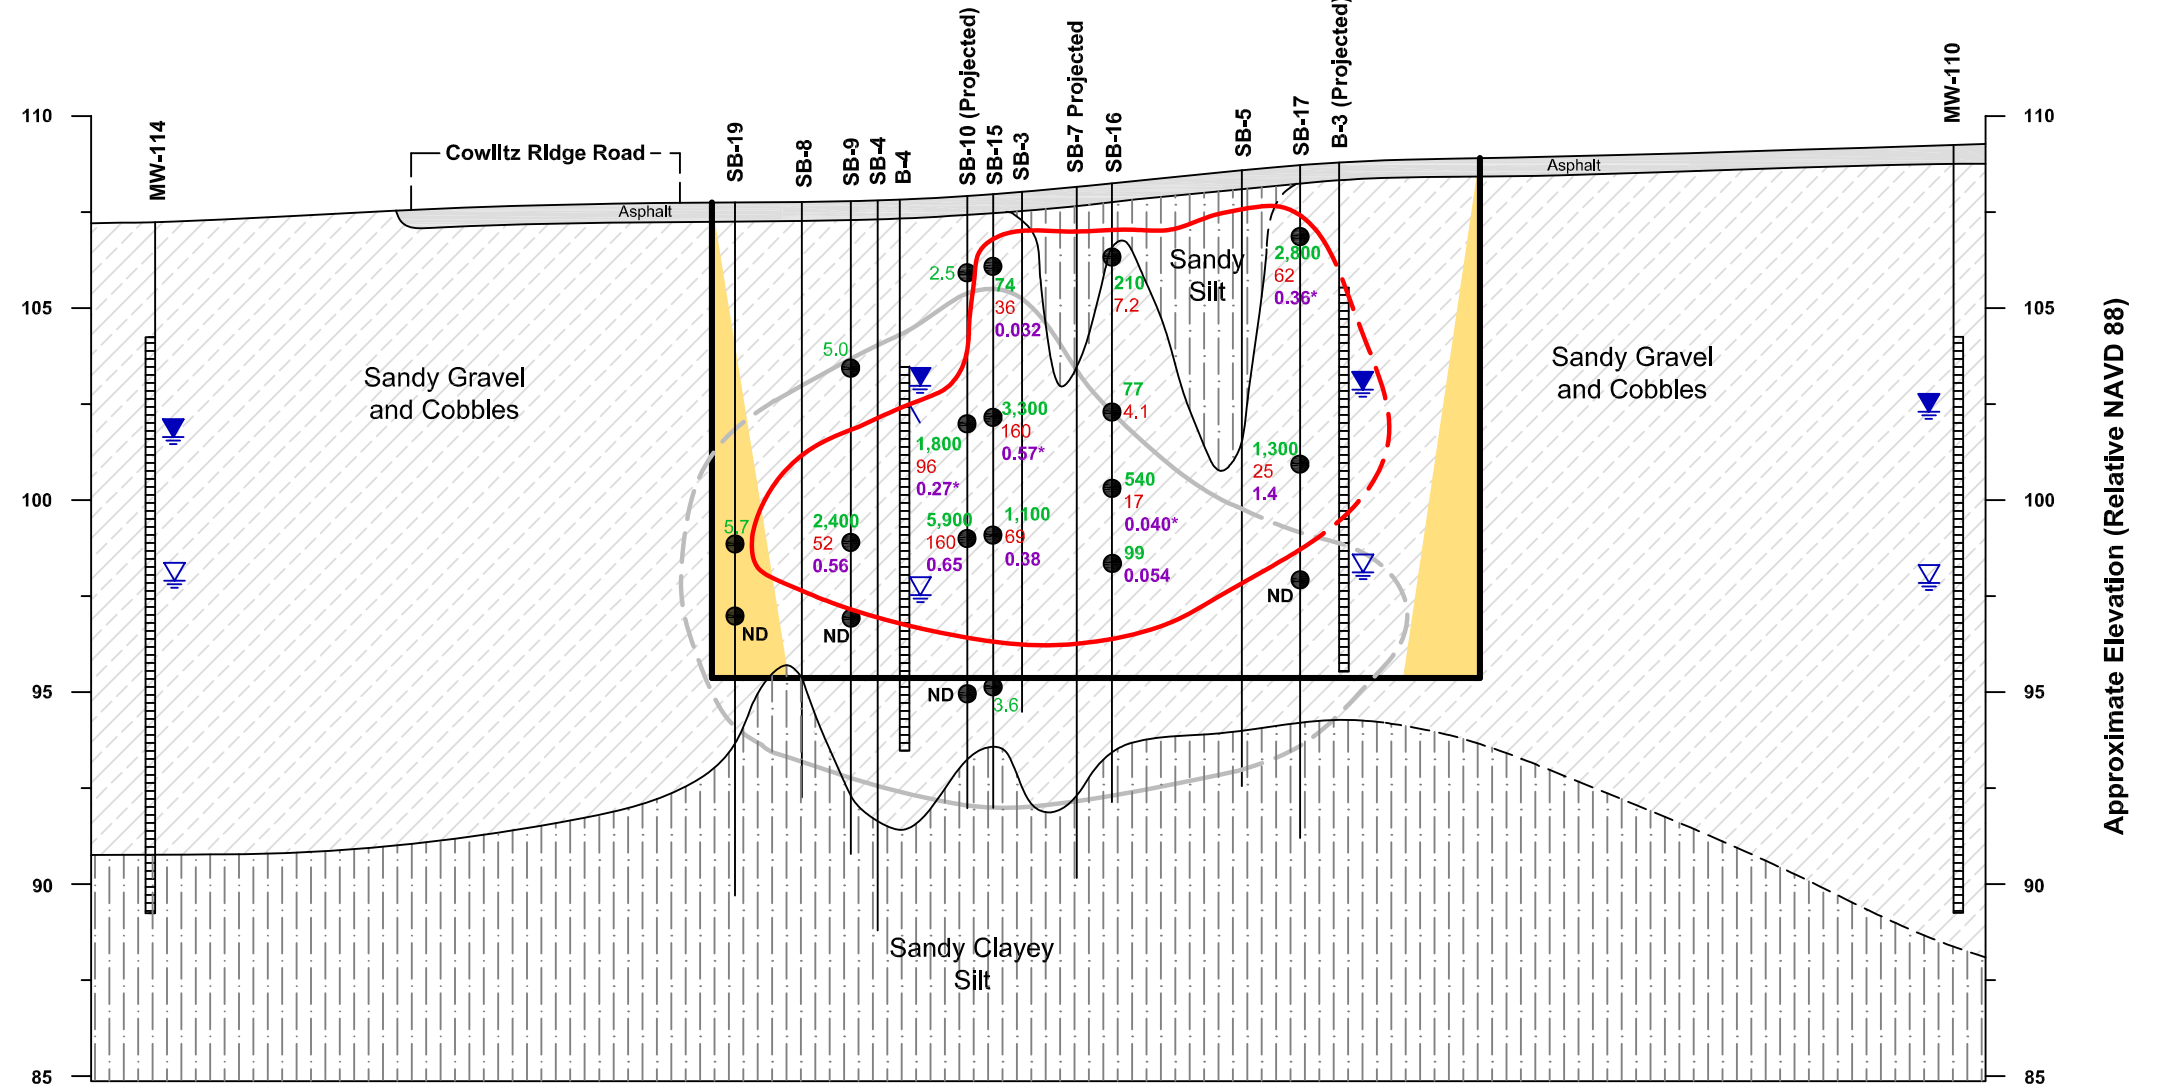 MW-114
Cowlitz Ridge Road
SB-19
SB-8
SB-9
SB-4
B-4
SB-10 (Projected)
SB-15
SB-3
SB-7 Projected
SB-16
SB-5
SB-17
B-3 (Projected)
MW-110
110
105
100
95
90
85
110
105
100
95
90
85
Approximate Elevation (Relative NAVD 88)
Asphalt
Asphalt
Sandy Gravel
and Cobbles
Sandy
Silt
Sandy Gravel
and Cobbles
Sandy Clayey
Silt
5.7
ND
5.0
2,400
52
0.56
ND
2.5
1,800
96
0.27*
5,900
160
0.65
ND
74
36
0.032
3,300
160
0.57*
1,100
69
0.38
3.6
210
7.2
77
4.1
540
17
0.040*
99
0.054
2,800
62
0.36*
1,300
25
1.4
ND